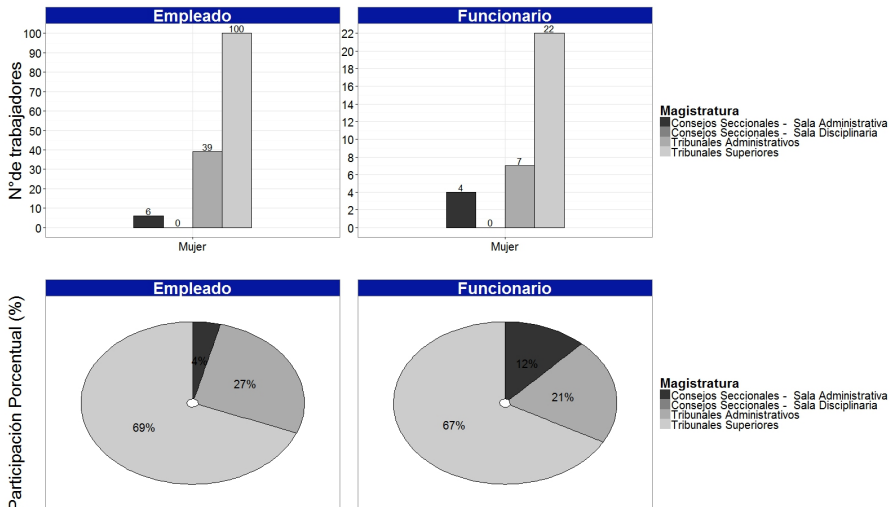 Empleado
Funcionario
N°de trabajadores
100
90
80
70
60
50
40
30
20
10
0
6
0
39
100
Mujer
22
20
18
16
14
12
10
8
6
4
2
0
4
0
7
22
Mujer
Magistratura
Consejos Seccionales - Sala Administrativa
Consejos Seccionales - Sala Disciplinaria
Tribunales Administrativos
Tribunales Superiores
Empleado
Funcionario
Participación Porcentual (%)
4%
27%
69%
12%
21%
67%
Magistratura
Consejos Seccionales - Sala Administrativa
Consejos Seccionales - Sala Disciplinaria
Tribunales Administrativos
Tribunales Superiores